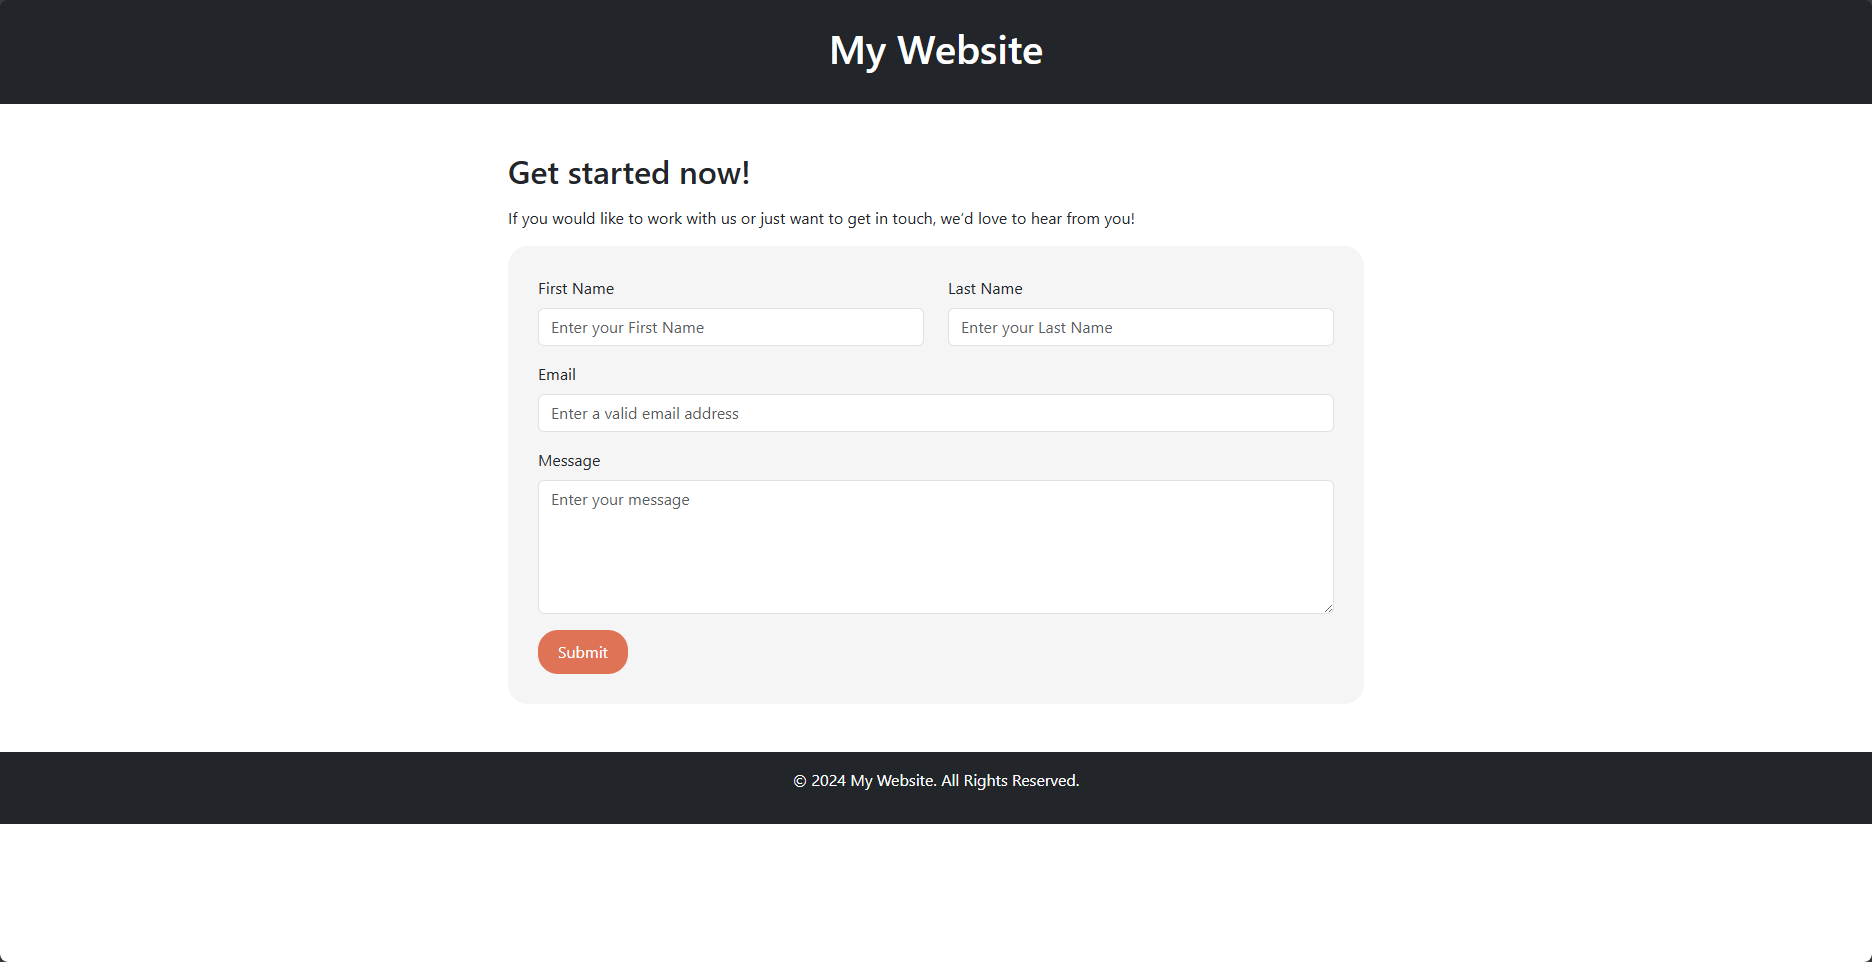 My Website
Get started now!
If you would like to work with us or just want to get in touch, we’d love to hear from you!
First Name
Last Name
Enter your First Name
Enter your Last Name
Email
Enter a valid email address
Message
Enter your message
Submit
© 2024 My Website. All Rights Reserved.